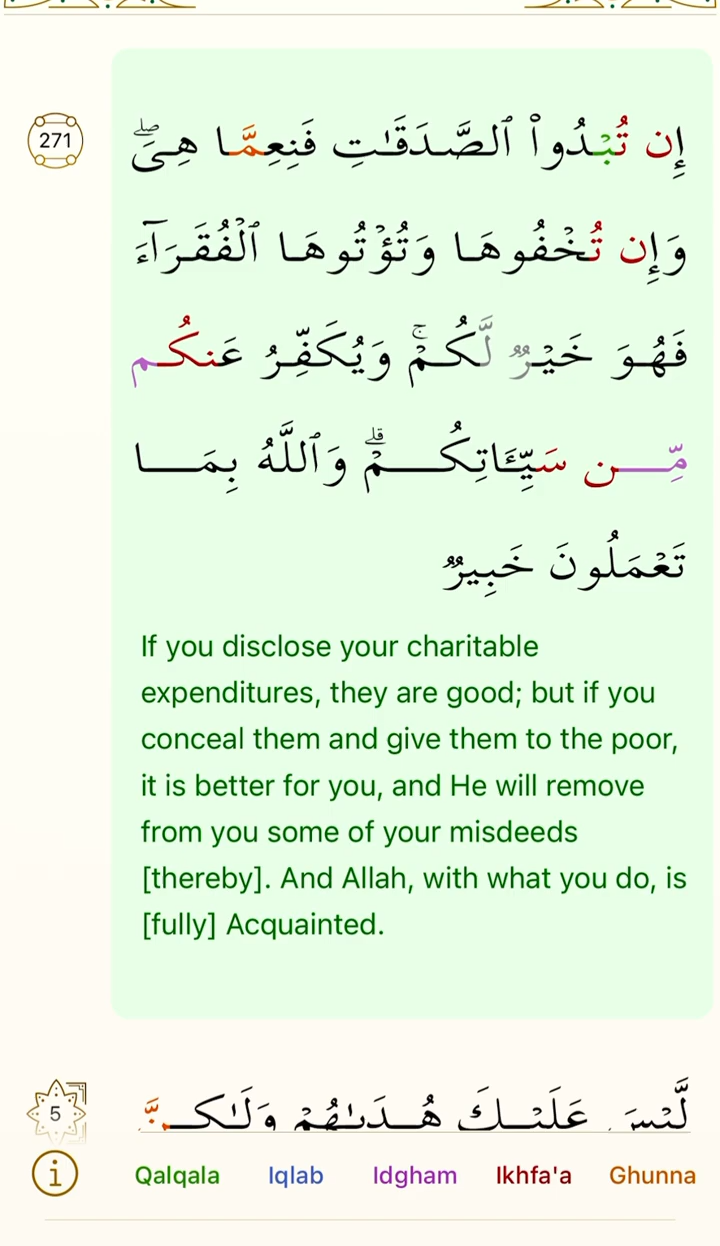 271
إِن تُبْدُوا۟ ٱلصَّدَقَـٰتِ فَنِعِمَّا هِىَ ۖ
وَإِن تُخْفُوهَا وَتُؤْتُوهَا ٱلْفُقَرَآءَ
فَهُوَ خَيْرٌۭ لَّكُمْ ۚ وَيُكَفِّرُ عَنكُم
مِّن سَيِّـَٔاتِكُمْ ۗ وَٱللَّهُ بِمَا
تَعْمَلُونَ خَبِيرٌۭ
If you disclose your charitable
expenditures, they are good; but if you
conceal them and give them to the poor,
it is better for you, and He will remove
from you some of your misdeeds
[thereby]. And Allah, with what you do, is
[fully] Acquainted.
5
لَّيْسَ عَلَيْكَ هُدَىٰهُمْ وَلَـٰكِنَّ
Qalqala Iqlab Idgham Ikhfa'a Ghunna